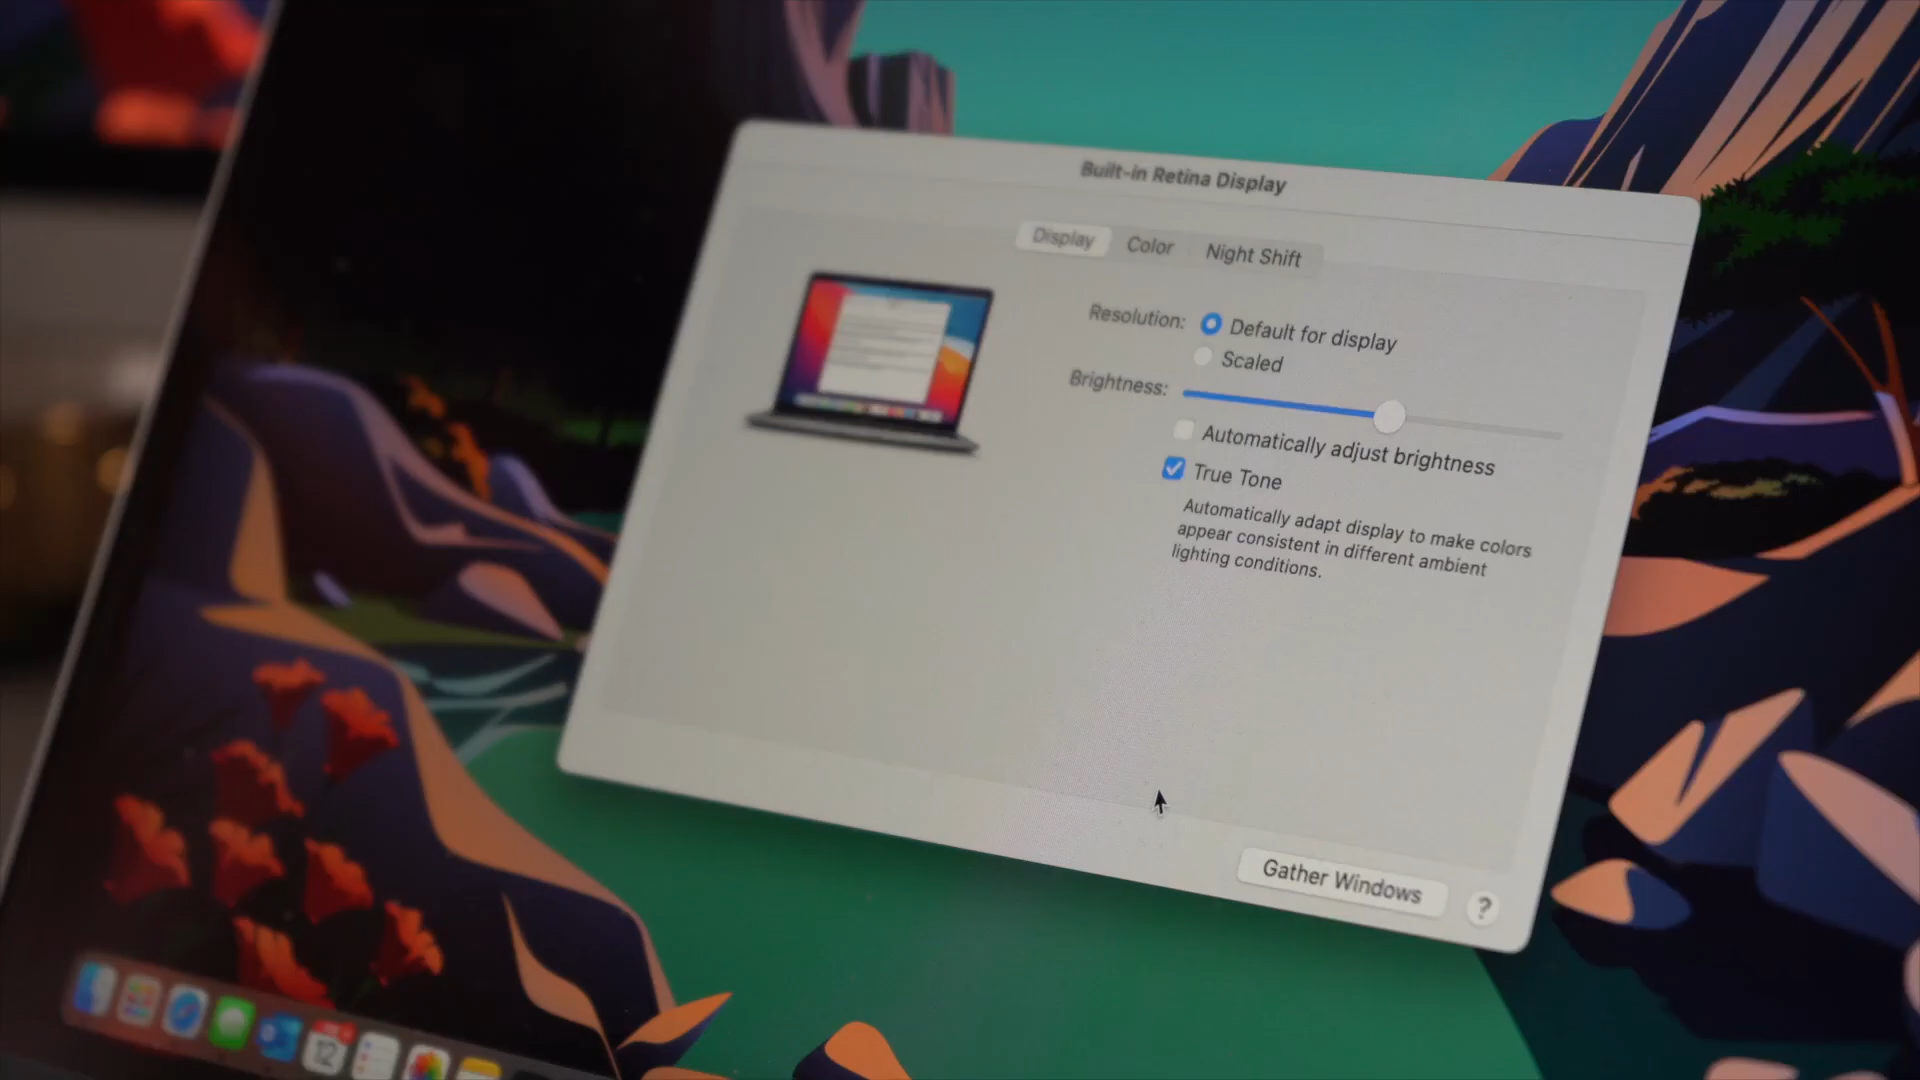 Built-in Retina Display
Display Color Night Shift
Resolution: Default for display
Scaled
Brightness:
Automatically adjust brightness
True Tone
Automatically adapt display to make colors
appear consistent in different ambient
lighting conditions.
Gather Windows ?
12